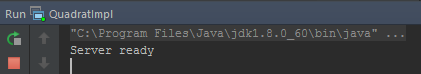 Run QuadratImpl
"C:\Program Files\Java\jdk1.8.0_60\bin\java" ...
Server ready